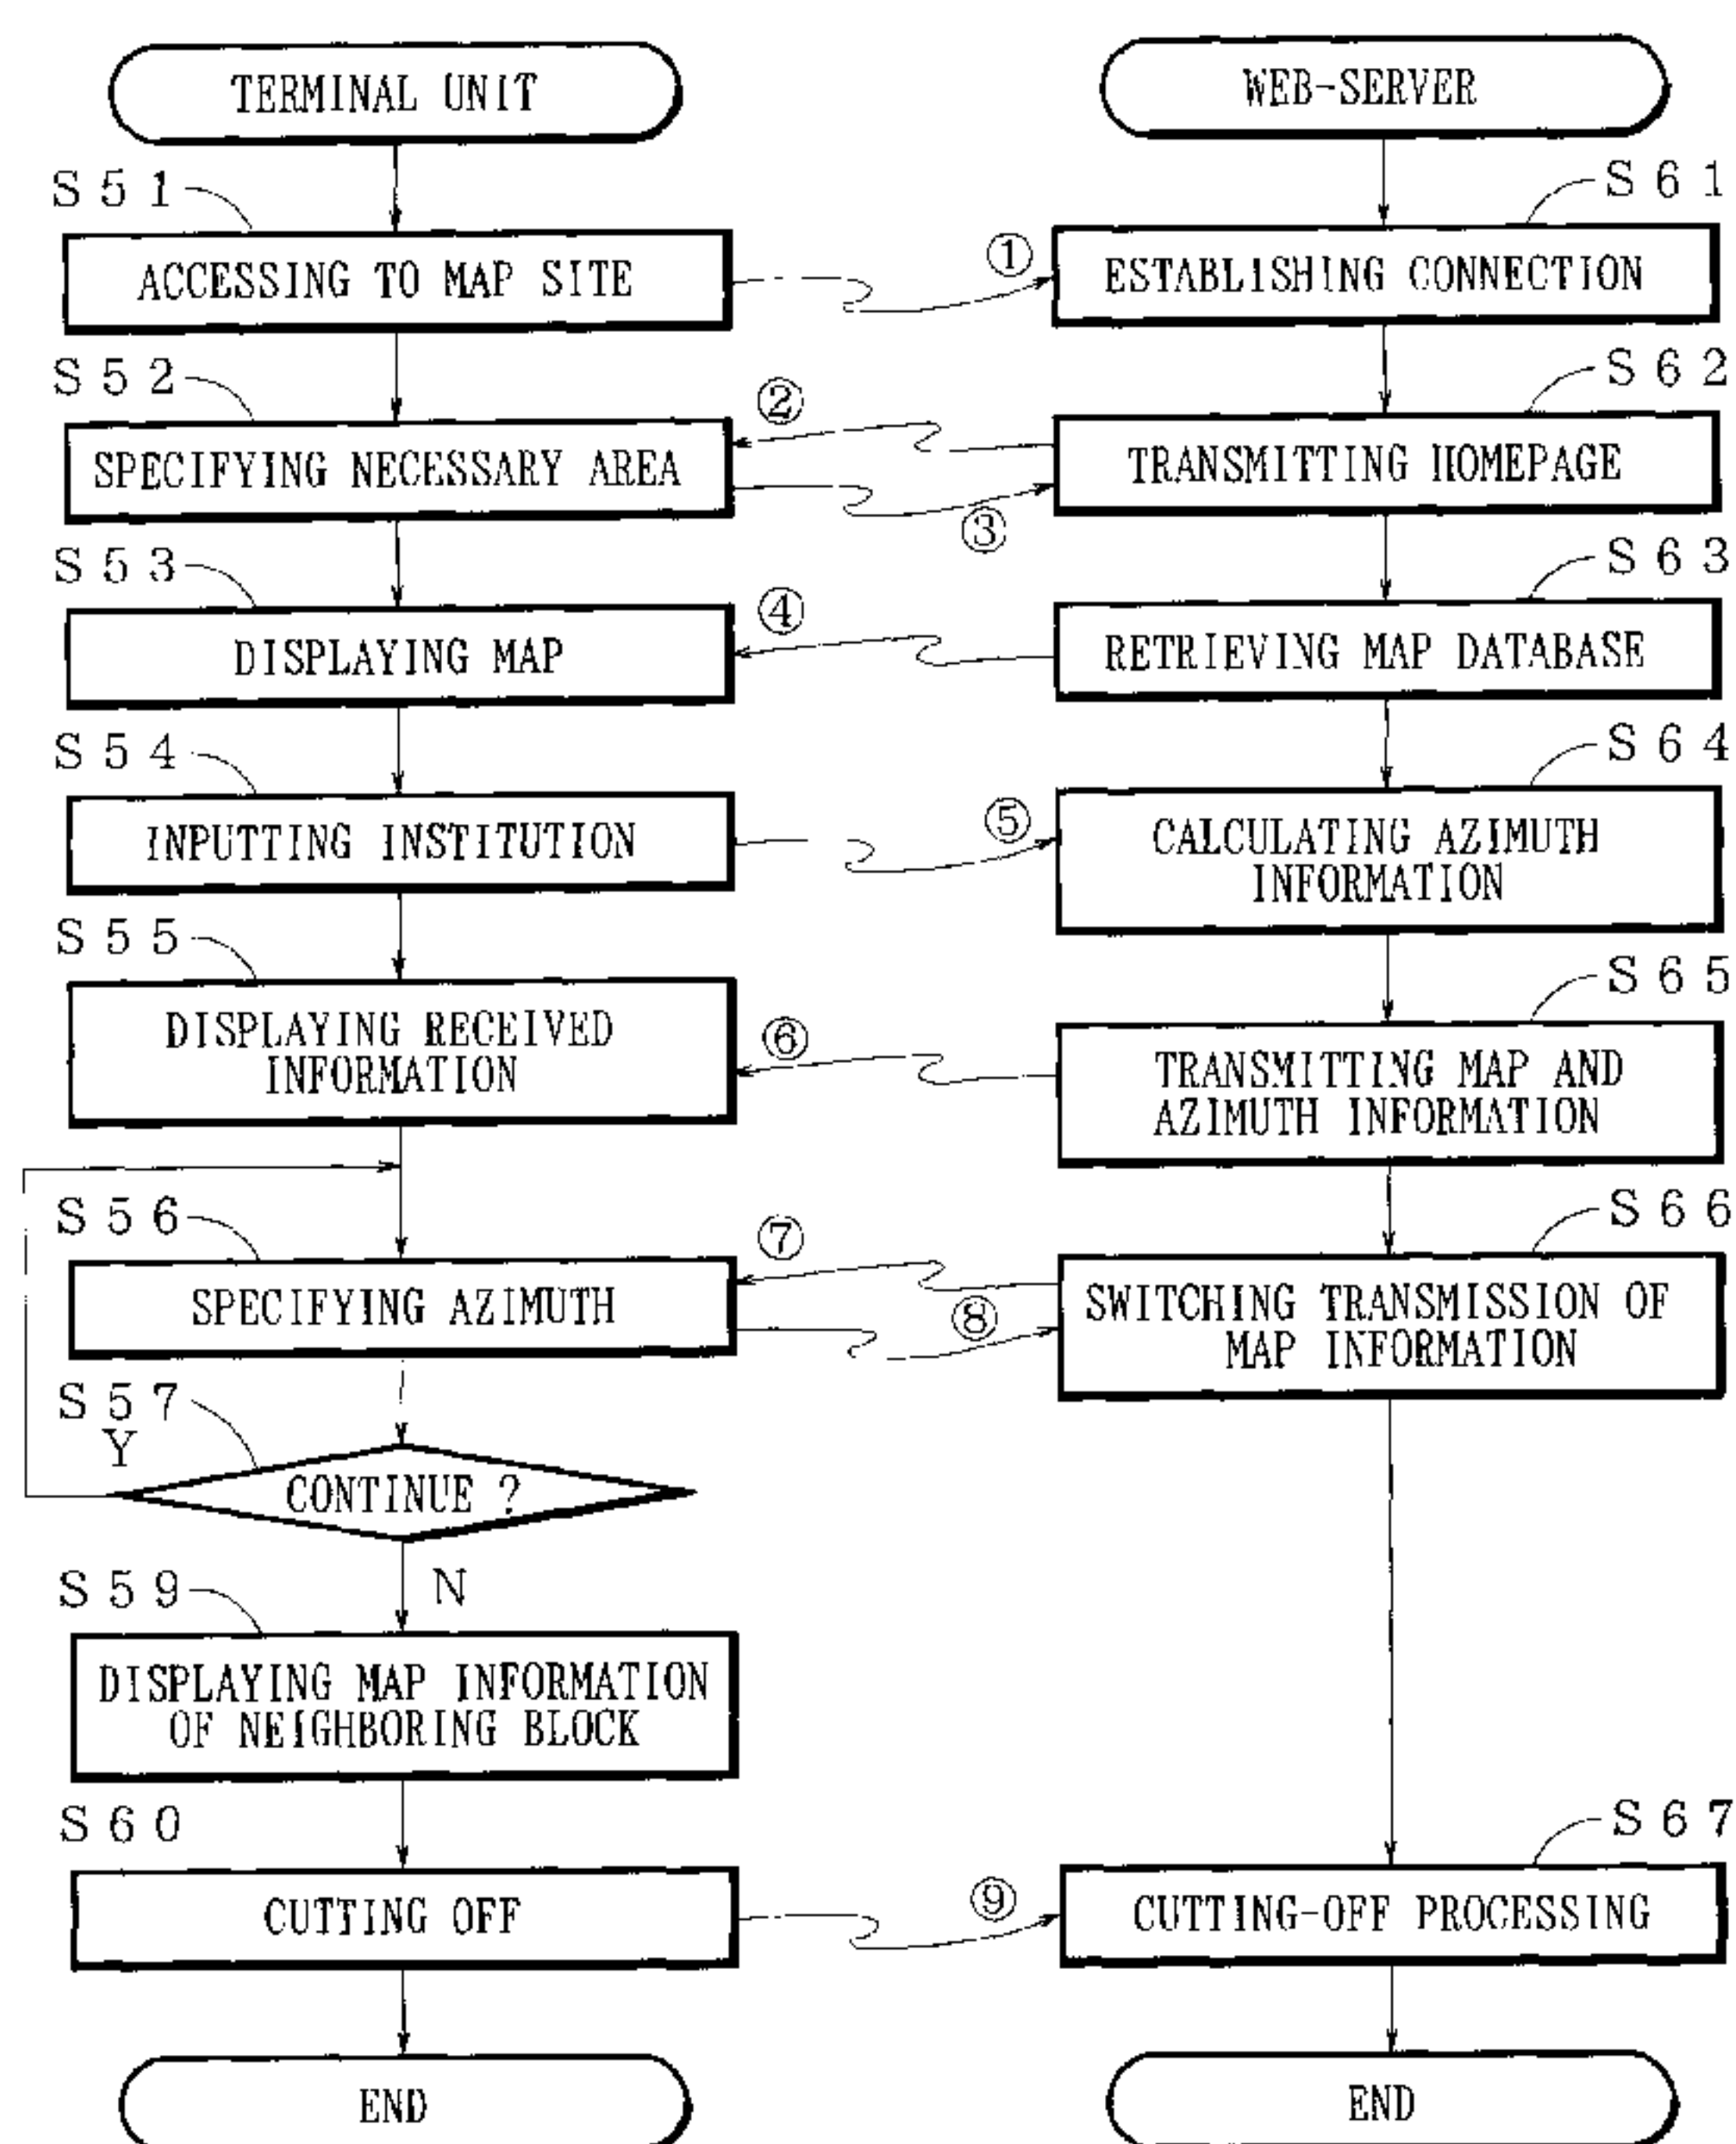 TERMINAL UNIT
WEB-SERVER
S51
S61
ACCESSING TO MAP SITE
①
ESTABLISHING CONNECTION
S52
S62
②
SPECIFYING NECESSARY AREA
TRANSMITTING HOMEPAGE
③
S53
S63
④
DISPLAYING MAP
RETRIEVING MAP DATABASE
S54
S64
⑤
INPUTTING INSTITUTION
CALCULATING AZIMUTH
INFORMATION
S55
S65
DISPLAYING RECEIVED
INFORMATION
⑥
TRANSMITTING MAP AND
AZIMUTH INFORMATION
S56
S66
⑦
SPECIFYING AZIMUTH
⑧
SWITCHING TRANSMISSION OF
MAP INFORMATION
S57
Y
CONTINUE ?
N
S59
DISPLAYING MAP INFORMATION
OF NEIGHBORING BLOCK
S60
S67
CUTTING OFF
⑨
CUTTING-OFF PROCESSING
END
END